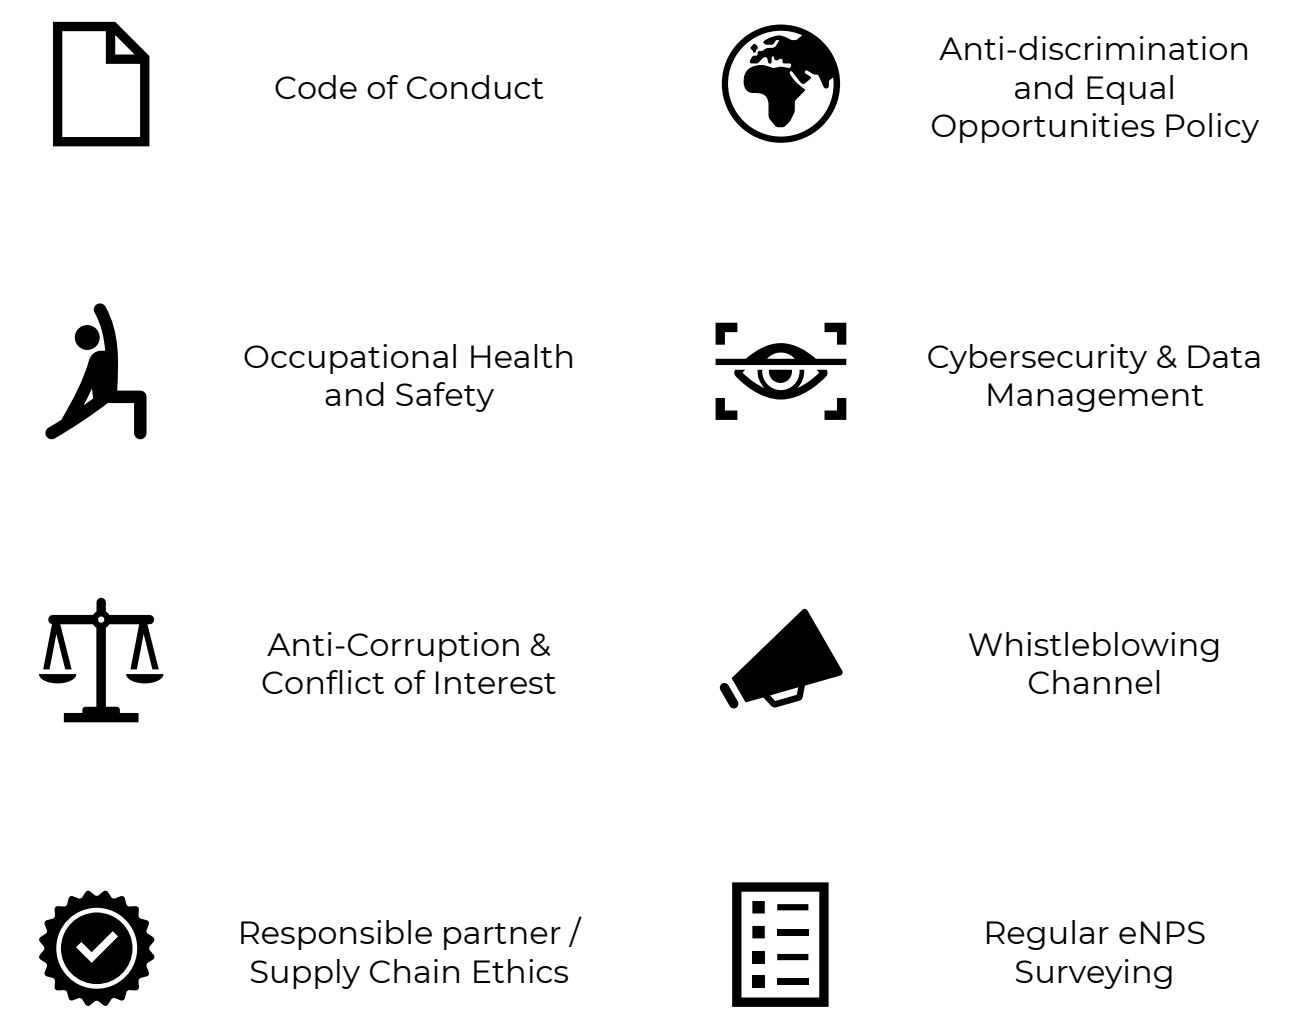 Code of Conduct
Anti-discrimination
and Equal
Opportunities Policy
Occupational Health
and Safety
Cybersecurity & Data
Management
Anti-Corruption &
Conflict of Interest
Whistleblowing
Channel
Responsible partner /
Supply Chain Ethics
Regular eNPS
Surveying